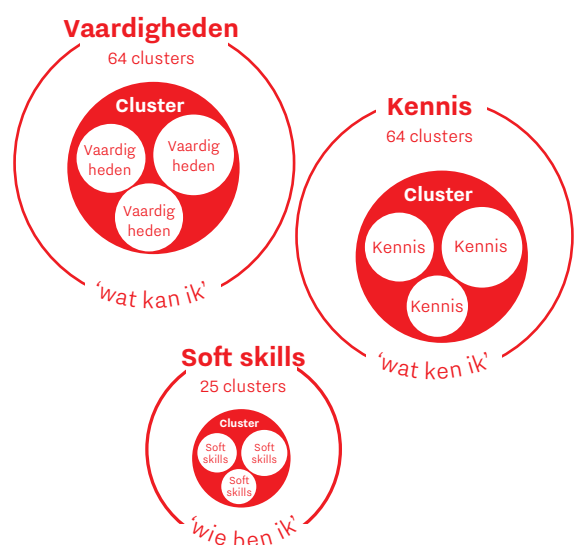 Vaardigheden
64 clusters
Cluster
Vaardig
heden
Vaardig
heden
Vaardig
heden
‘wat kan ik’
Kennis
64 clusters
Cluster
Kennis
Kennis
Kennis
‘wat ken ik’
Soft skills
25 clusters
Cluster
Soft
skills
Soft
skills
Soft
skills
‘wie ben ik’